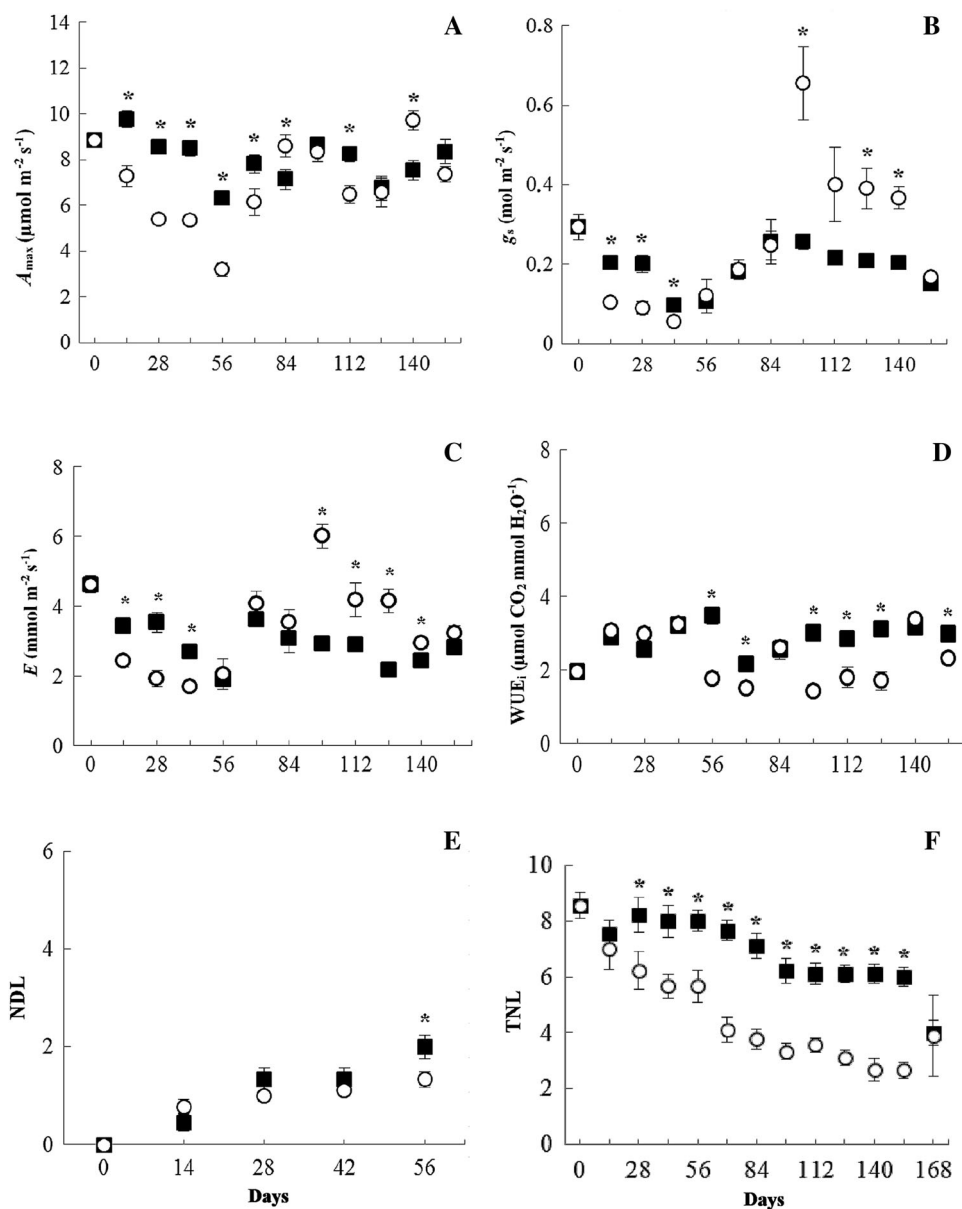 A
14
12
10
8
6
4
2
0
Amax (µmol m⁻² s⁻¹)
* * * * * * * * *
0 28 56 84 112 140
B
0.8
0.6
0.4
0.2
0
gs (mol m⁻² s⁻¹)
* * * * * *
0 28 56 84 112 140
C
8
6
4
2
0
E (mmol m⁻² s⁻¹)
* * * * * * *
0 28 56 84 112 140
D
8
6
4
2
0
WUEi (µmol CO₂ mmol H₂O⁻¹)
* * * * * *
0 28 56 84 112 140
E
6
4
2
0
NDL
*
0 14 28 42 56
Days
F
10
8
6
4
2
0
TNL
* * * * * * * * * *
0 28 56 84 112 140 168
Days